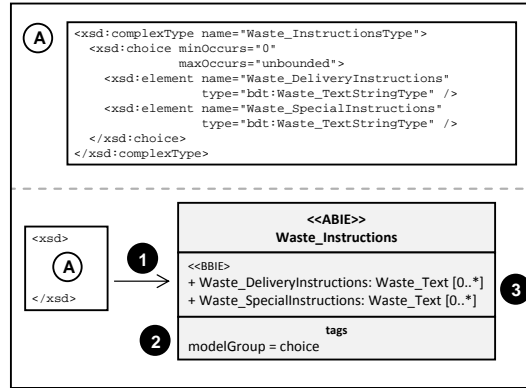 A
<xsd:complexType name="Waste_InstructionsType">
<xsd:choice minOccurs="0"
maxOccurs="unbounded">
<xsd:element name="Waste_DeliveryInstructions"
type="bdt:Waste_TextStringType" />
<xsd:element name="Waste_SpecialInstructions"
type="bdt:Waste_TextStringType" />
</xsd:choice>
</xsd:complexType>
<xsd>
A
</xsd>
1
<<ABIE>>
Waste_Instructions
<<BBIE>>
+ Waste_DeliveryInstructions: Waste_Text [0..*]
+ Waste_SpecialInstructions: Waste_Text [0..*]
3
2
tags
modelGroup = choice